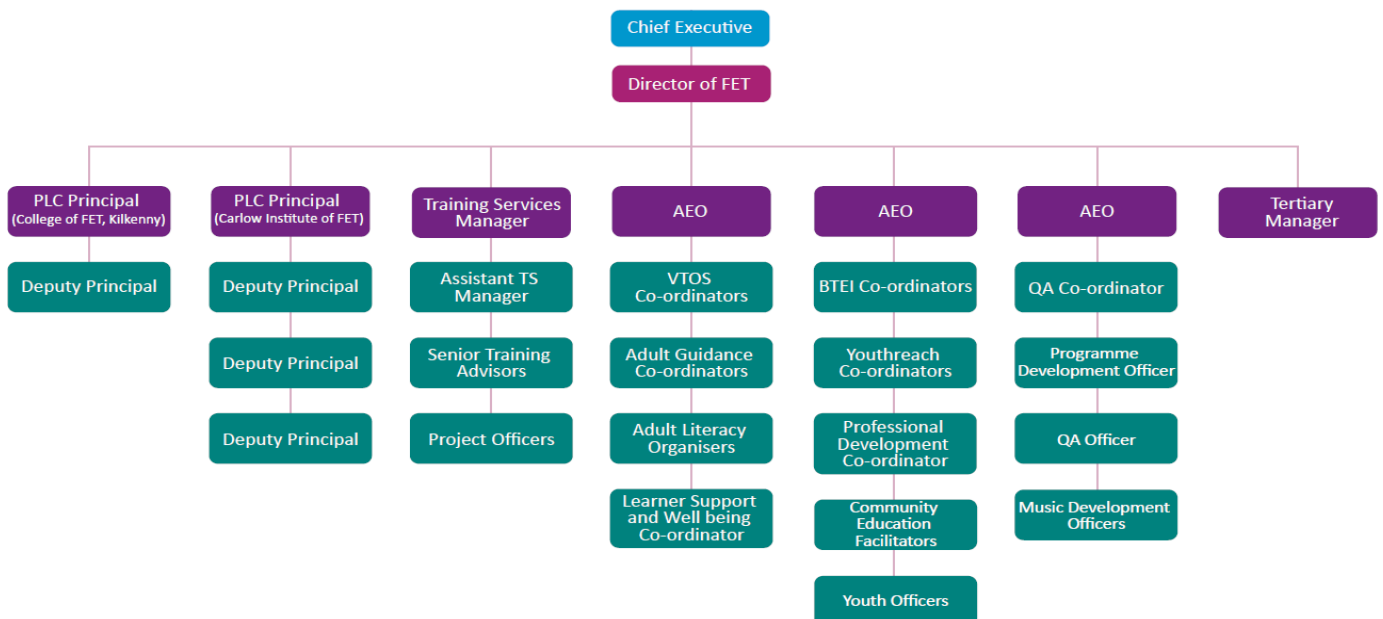 Chief Executive
Director of FET
PLC Principal
(College of FET, Kilkenny)
PLC Principal
(Carlow Institute of FET)
Training Services
Manager
AEO
AEO
AEO
Tertiary
Manager
Deputy Principal
Deputy Principal
Assistant TS
Manager
VTOS
Co-ordinators
BTEI Co-ordinators
QA Co-ordinator
Deputy Principal
Senior Training
Advisors
Adult Guidance
Co-ordinators
Youthreach
Co-ordinators
Programme
Development Officer
Deputy Principal
Project Officers
Adult Literacy
Organisers
Professional
Development
Co-ordinator
QA Officer
Learner Support
and Well being
Co-ordinator
Community
Education
Facilitators
Music Development
Officers
Youth Officers